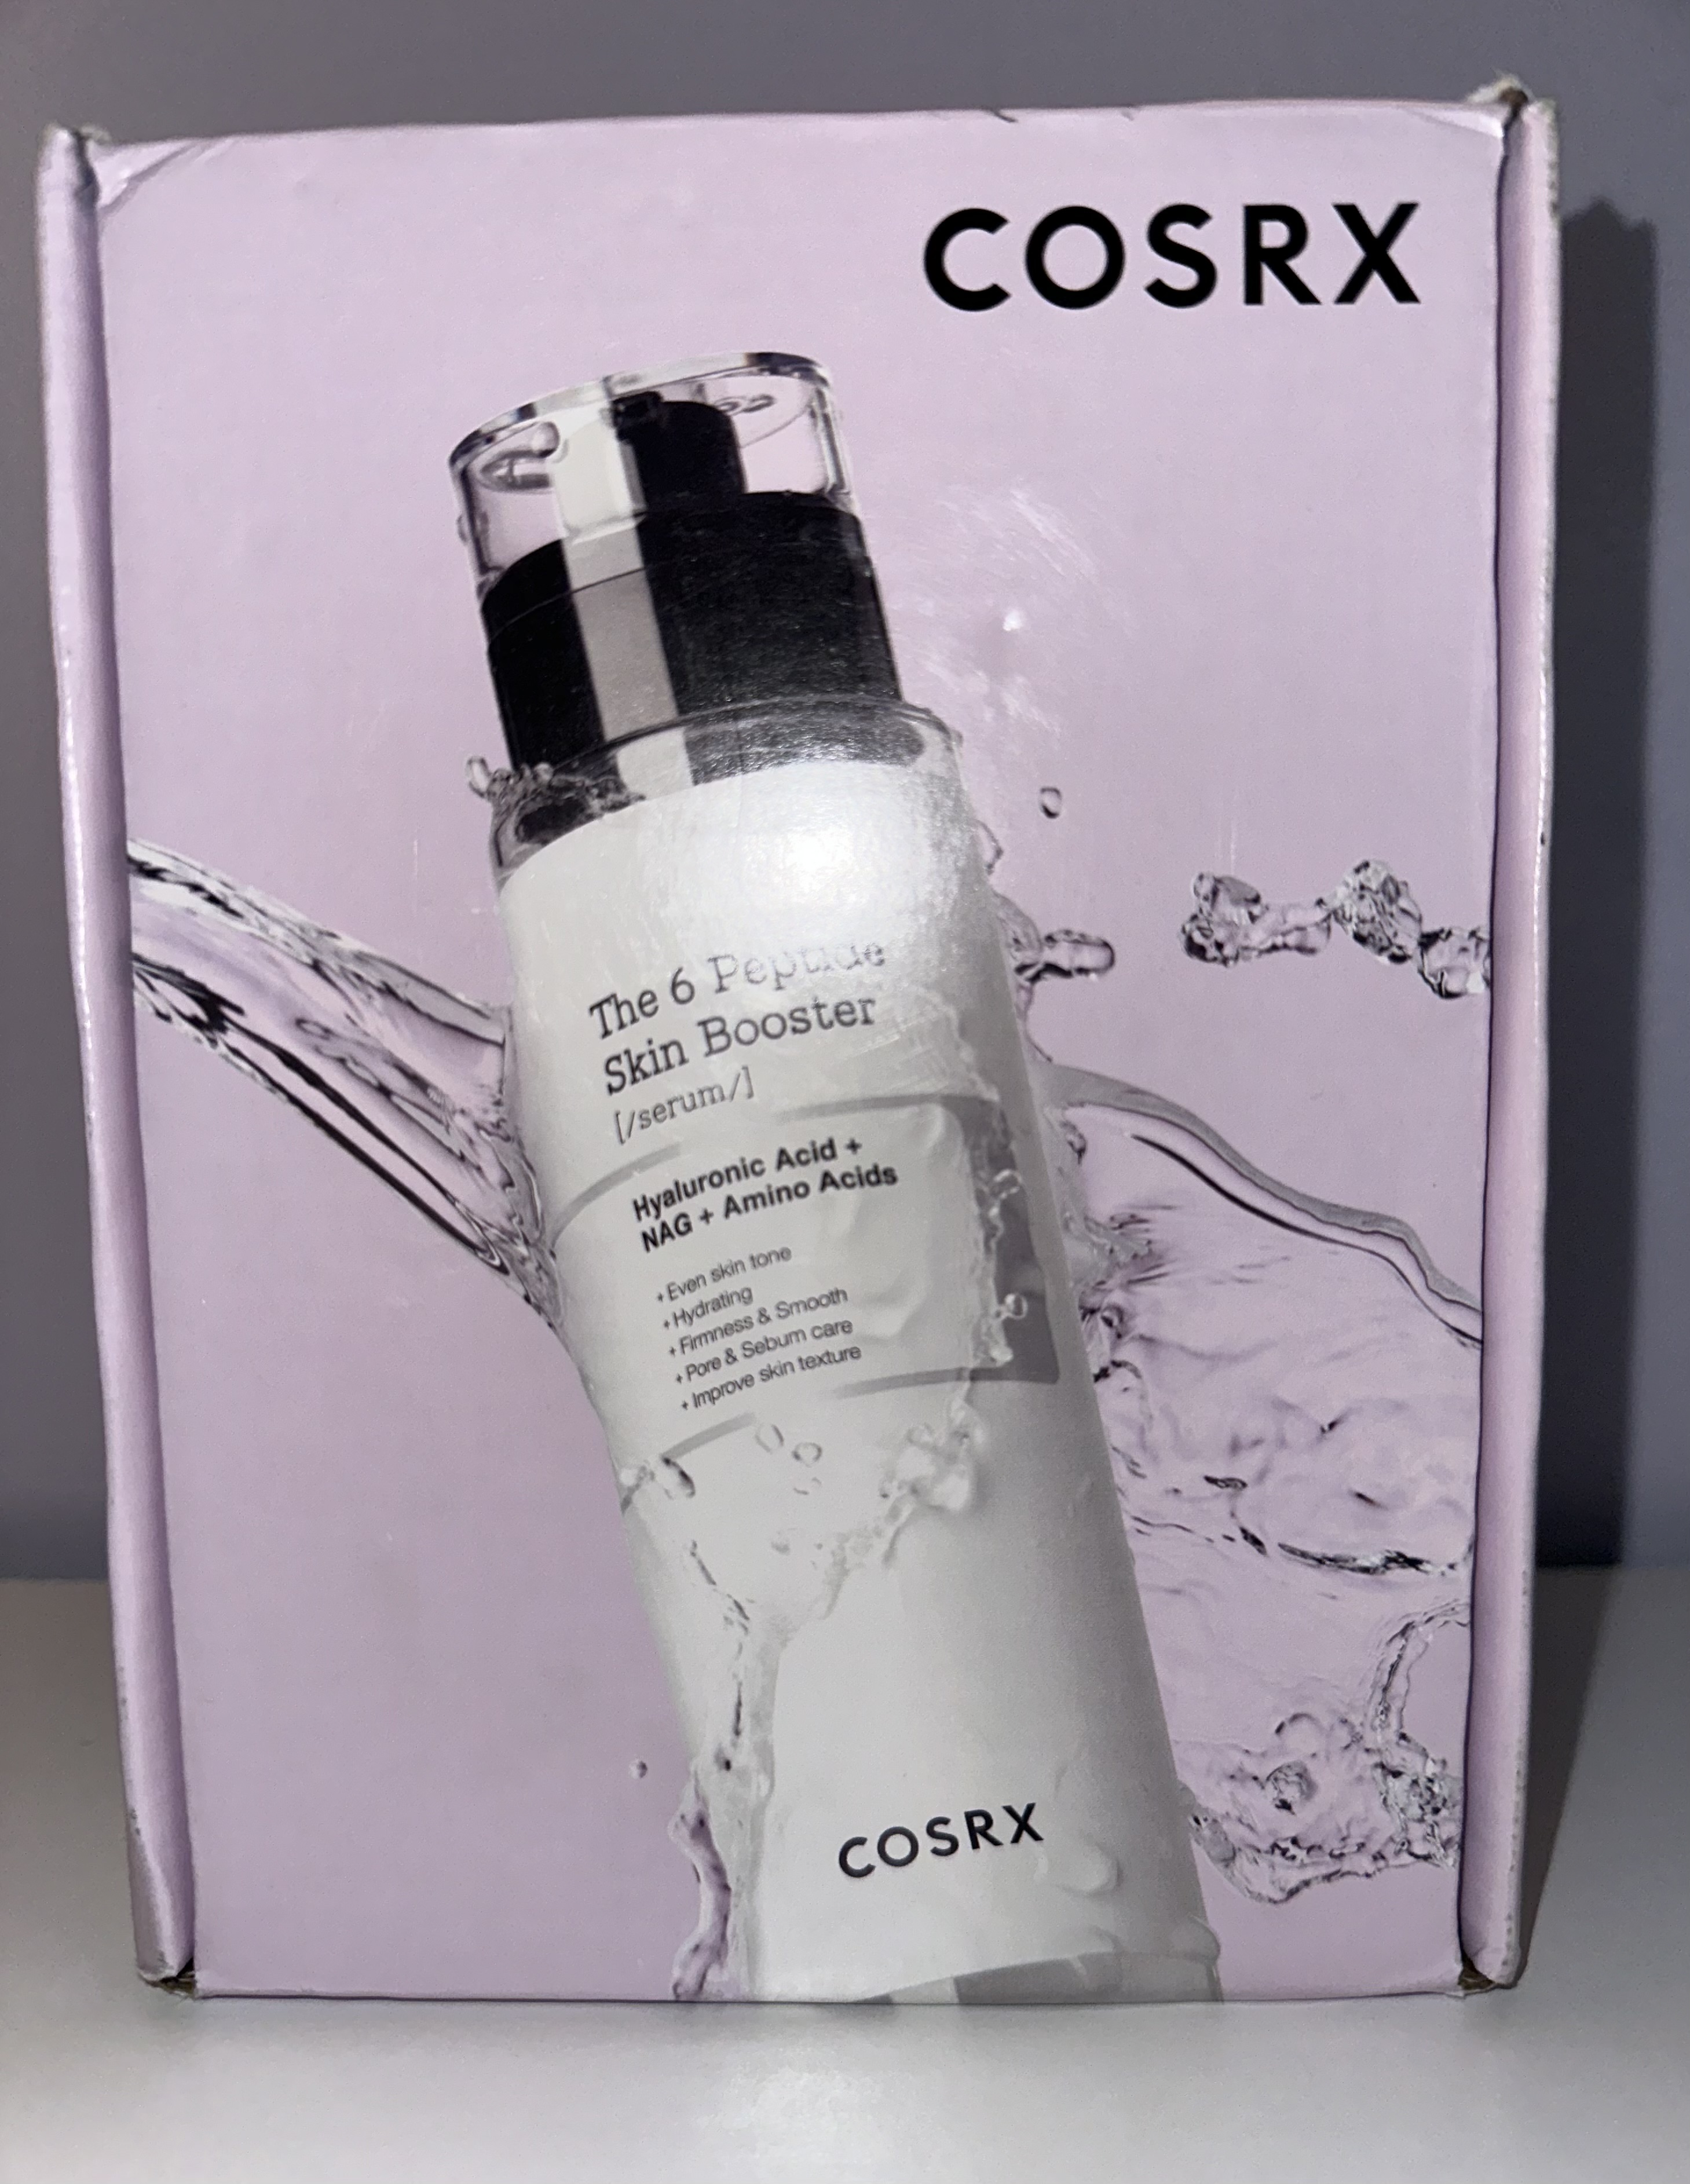 COSRX
The 6 Peptide
Skin Booster
[/serum/]
Hyaluronic Acid +
NAG + Amino Acids
+ Even skin tone
+ Hydrating
+ Firmness & Smooth
+ Pore & Sebum care
+ Improve skin texture
COSRX